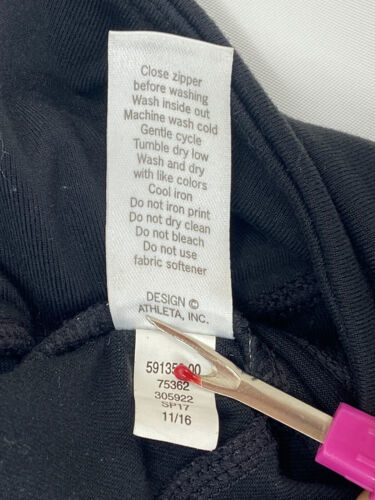 Close zipper
before washing
Wash inside out
Machine wash cold
Gentle cycle
Tumble dry low
Wash and dry
with like colors
Cool iron
Do not iron print
Do not dry clean
Do not bleach
Do not use
fabric softener
DESIGN ©
ATHLETA, INC.
75362
305922
SP17
11/16